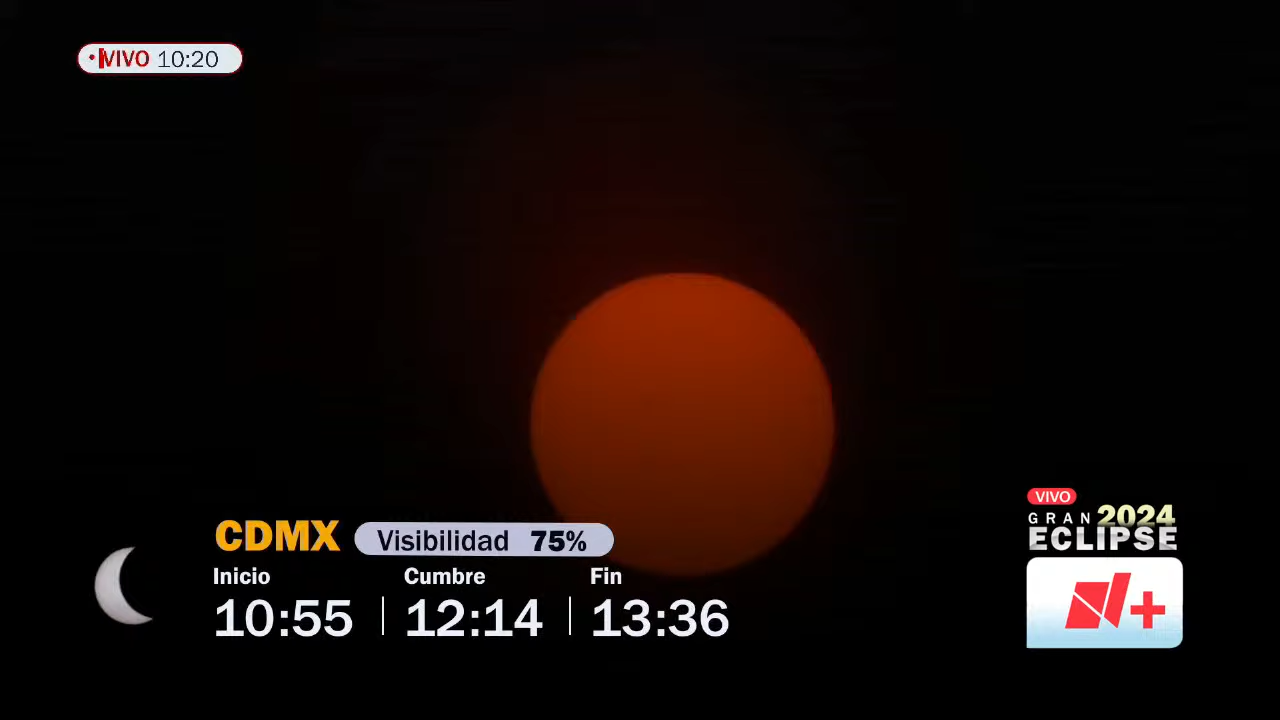 VIVO 10:20
CDMX Visibilidad 75%
Inicio Cumbre Fin
10:55 12:14 13:36
VIVO
GRAN 2024
ECLIPSE
N+